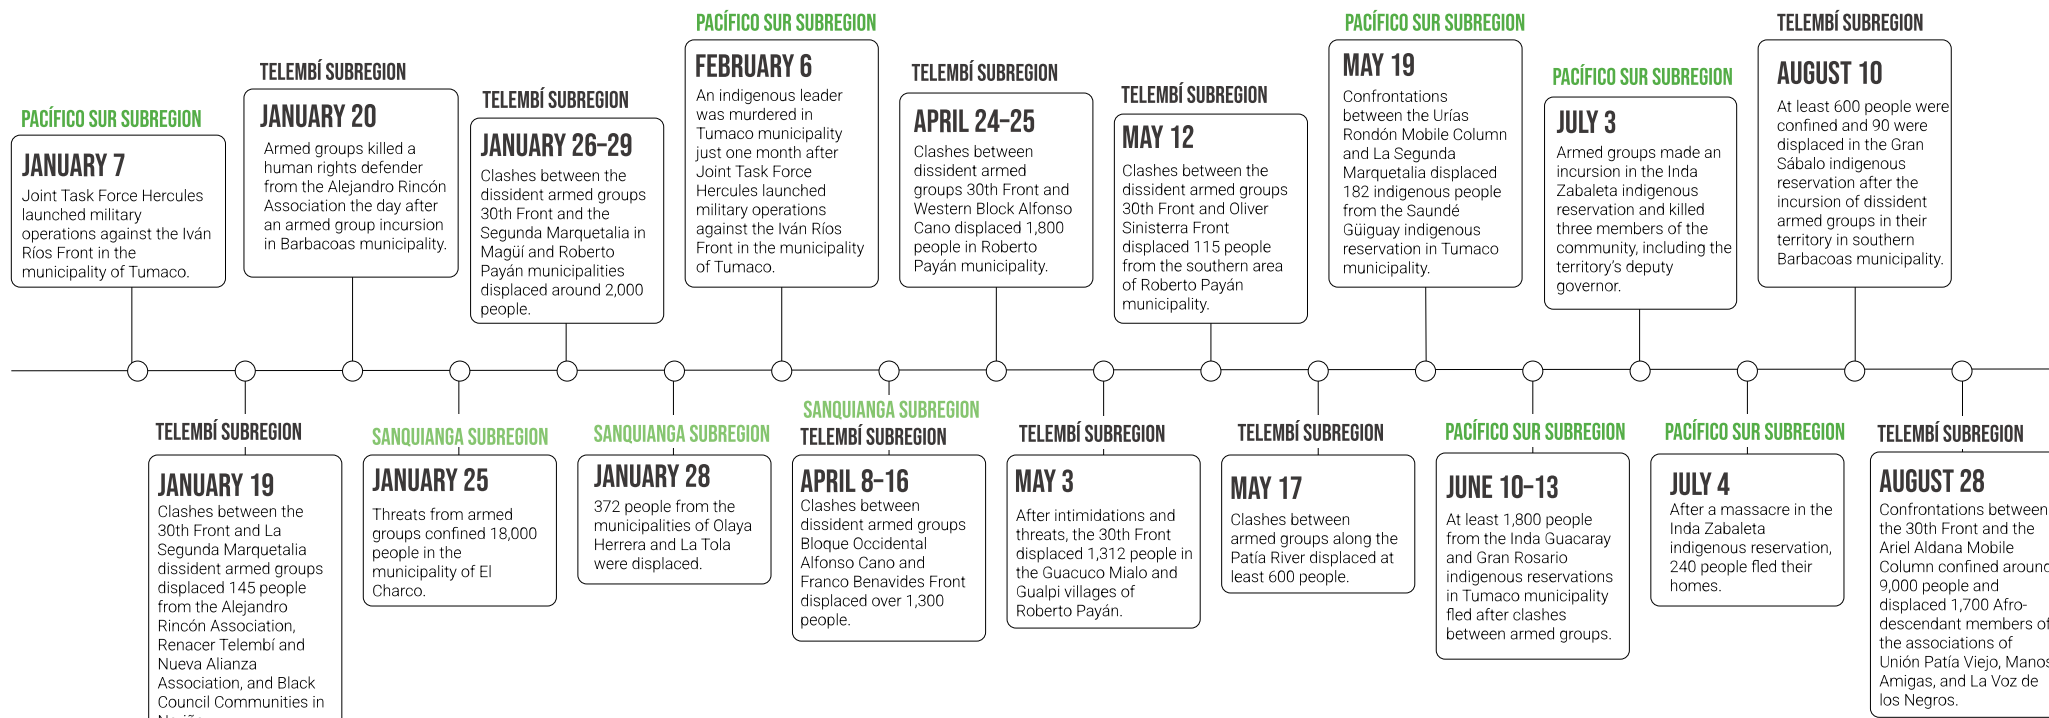 PACÍFICO SUR SUBREGION
JANUARY 7
Joint Task Force Hercules
launched military
operations against the Iván
Ríos Front in the
municipality of Tumaco.
TELEMBÍ SUBREGION
JANUARY 19
Clashes between the
30th Front and La
Segunda Marquetalia
dissident armed groups
displaced 145 people
from the Alejandro
Rincón Association,
Renacer Telembí and
Nueva Alianza
Association, and Black
Council Communities in
TELEMBÍ SUBREGION
JANUARY 20
Armed groups killed a
human rights defender
from the Alejandro Rincón
Association the day after
an armed group incursion
in Barbacoas municipality.
SANQUIANGA SUBREGION
JANUARY 25
Threats from armed
groups confined 18,000
people in the
municipality of El
Charco.
TELEMBÍ SUBREGION
JANUARY 26–29
Clashes between the
dissident armed groups
30th Front and the
Segunda Marquetalia in
Magüí and Roberto
Payán municipalities
displaced around 2,000
people.
SANQUIANGA SUBREGION
JANUARY 28
372 people from the
municipalities of Olaya
Herrera and La Tola
were displaced.
PACÍFICO SUR SUBREGION
FEBRUARY 6
An indigenous leader
was murdered in
Tumaco municipality
just one month after
Joint Task Force
Hercules launched
military operations
against the Iván Ríos
Front in the municipality
of Tumaco.
SANQUIANGA SUBREGION
TELEMBÍ SUBREGION
APRIL 8–16
Clashes between
dissident armed groups
Bloque Occidental
Alfonso Cano and
Franco Benavides Front
displaced over 1,300
people.
TELEMBÍ SUBREGION
APRIL 24–25
Clashes between
dissident armed
groups 30th Front and
Western Block Alfonso
Cano displaced 1,800
people in Roberto
Payán municipality.
TELEMBÍ SUBREGION
MAY 3
After intimidations and
threats, the 30th Front
displaced 1,312 people in
the Guacuco Mialo and
Gualpi villages of
Roberto Payán.
TELEMBÍ SUBREGION
MAY 12
Clashes between the
dissident armed groups
30th Front and Oliver
Sinisterra Front
displaced 115 people
from the southern area
of Roberto Payán
municipality.
TELEMBÍ SUBREGION
MAY 17
Clashes between
armed groups along the
Patía River displaced at
least 600 people.
PACÍFICO SUR SUBREGION
MAY 19
Confrontations
between the Urías
Rondón Mobile Column
and La Segunda
Marquetalia displaced
182 indigenous people
from the Saundé
Güiguay indigenous
reservation in Tumaco
municipality.
PACÍFICO SUR SUBREGION
JUNE 10–13
At least 1,800 people
from the Inda Guacaray
and Gran Rosario
indigenous reservations
in Tumaco municipality
fled after clashes
between armed groups.
PACÍFICO SUR SUBREGION
JULY 3
Armed groups made an
incursion in the Inda
Zabaleta indigenous
reservation and killed
three members of the
community, including the
territory's deputy
governor.
PACÍFICO SUR SUBREGION
JULY 4
After a massacre in the
Inda Zabaleta
indigenous reservation,
240 people fled their
homes.
TELEMBÍ SUBREGION
AUGUST 10
At least 600 people were
confined and 90 were
displaced in the Gran
Sábalo indigenous
reservation after the
incursion of dissident
armed groups in their
territory in southern
Barbacoas municipality.
TELEMBÍ SUBREGION
AUGUST 28
Confrontations between
the 30th Front and the
Ariel Aldana Mobile
Column confined around
9,000 people and
displaced 1,700 Afro-
descendant members of
the associations of
Unión Patía Viejo, Manos
Amigas, and La Voz de
los Negros.